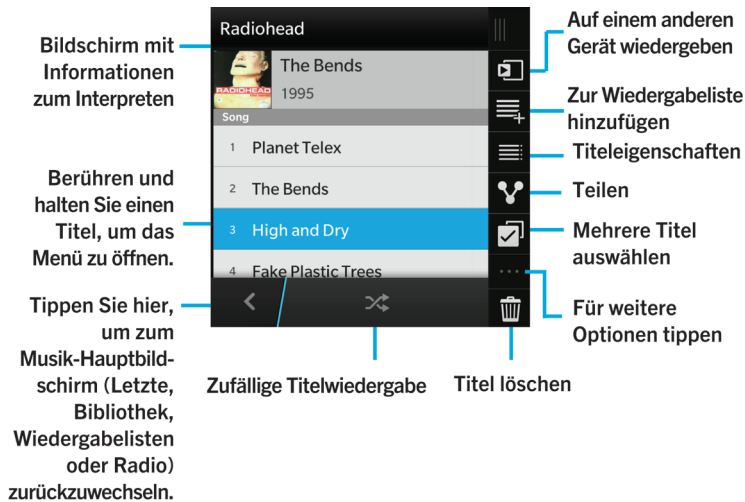 Bildschirm mit
Informationen
zum Interpreten
Berühren und
halten Sie einen
Titel, um das
Menü zu öffnen.
Tippen Sie hier,
um zum
Musik-Hauptbild-
schirm (Letzte,
Bibliothek,
Wiedergabelisten
oder Radio)
zurückzuwechseln.
Radiohead
RADIOHEAD
The Bends
1995
Song
1 Planet Telex
2 The Bends
3 High and Dry
4 Fake Plastic Trees
Zufällige Titelwiedergabe
Titel löschen
Auf einem anderen
Gerät wiedergeben
Zur Wiedergabeliste
hinzufügen
Titeleigenschaften
Teilen
Mehrere Titel
auswählen
Für weitere
Optionen tippen